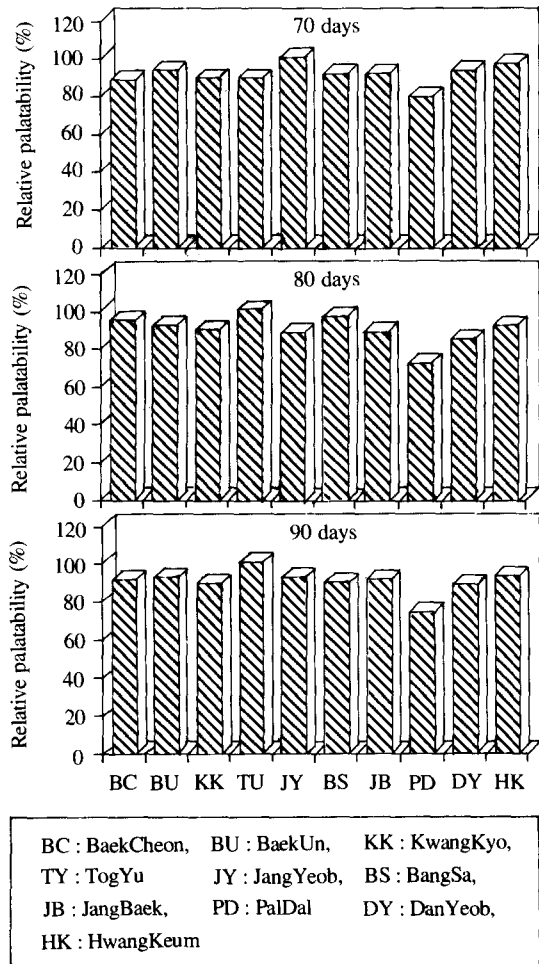 70 days
Relative palatability (%)
120
100
80
60
40
20
0
80 days
Relative palatability (%)
120
100
80
60
40
20
0
90 days
Relative palatability (%)
120
100
80
60
40
20
0
BC BU KK TU JY BS JB PD DY HK
BC : BaekCheon, BU : BaekUn, KK : KwangKyo,
TY : TogYu JY : JangYeob, BS : BangSa,
JB : JangBaek, PD : PalDal DY : DanYeob,
HK : HwangKeum